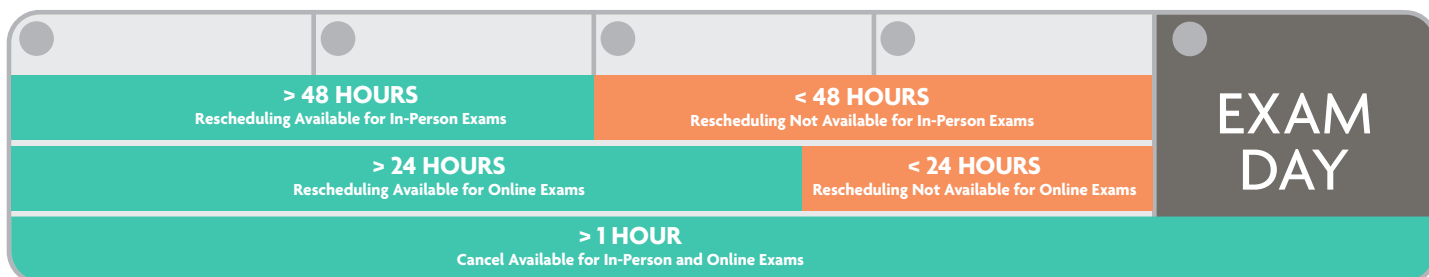 > 48 HOURS
Rescheduling Available for In-Person Exams
< 48 HOURS
Rescheduling Not Available for In-Person Exams
EXAM
DAY
> 24 HOURS
Rescheduling Available for Online Exams
< 24 HOURS
Rescheduling Not Available for Online Exams
> 1 HOUR
Cancel Available for In-Person and Online Exams